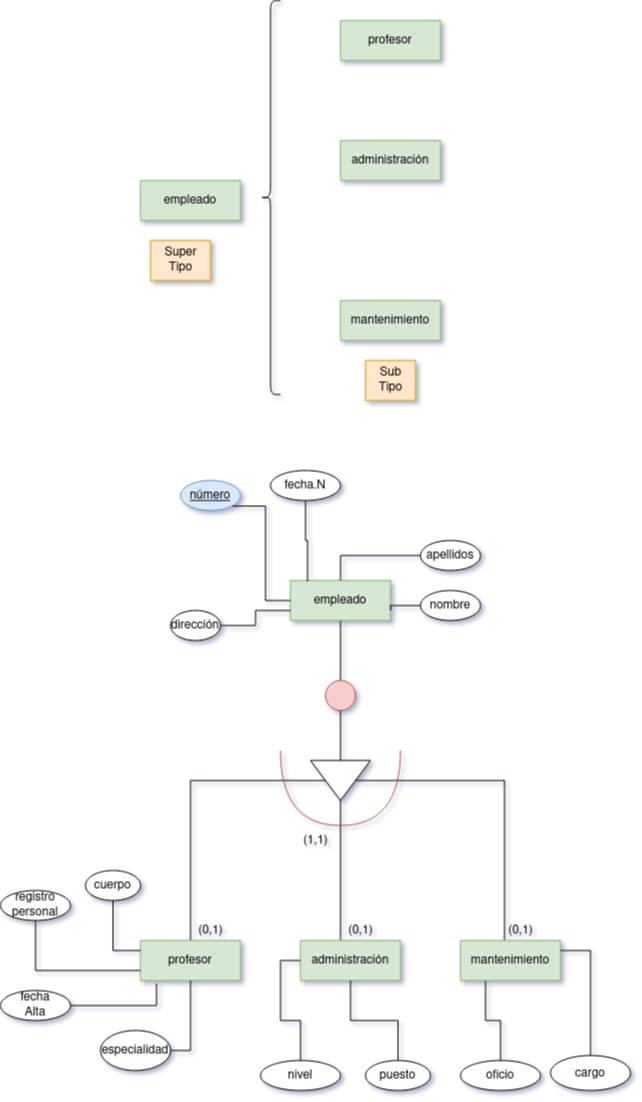 profesor
administración
empleado
Super
Tipo
mantenimiento
Sub
Tipo
número
fecha.N
apellidos
empleado
nombre
dirección
(1,1)
cuerpo
registro
personal
(0,1)
(0,1)
(0,1)
profesor
administración
mantenimiento
fecha
Alta
especialidad
nivel
puesto
oficio
cargo